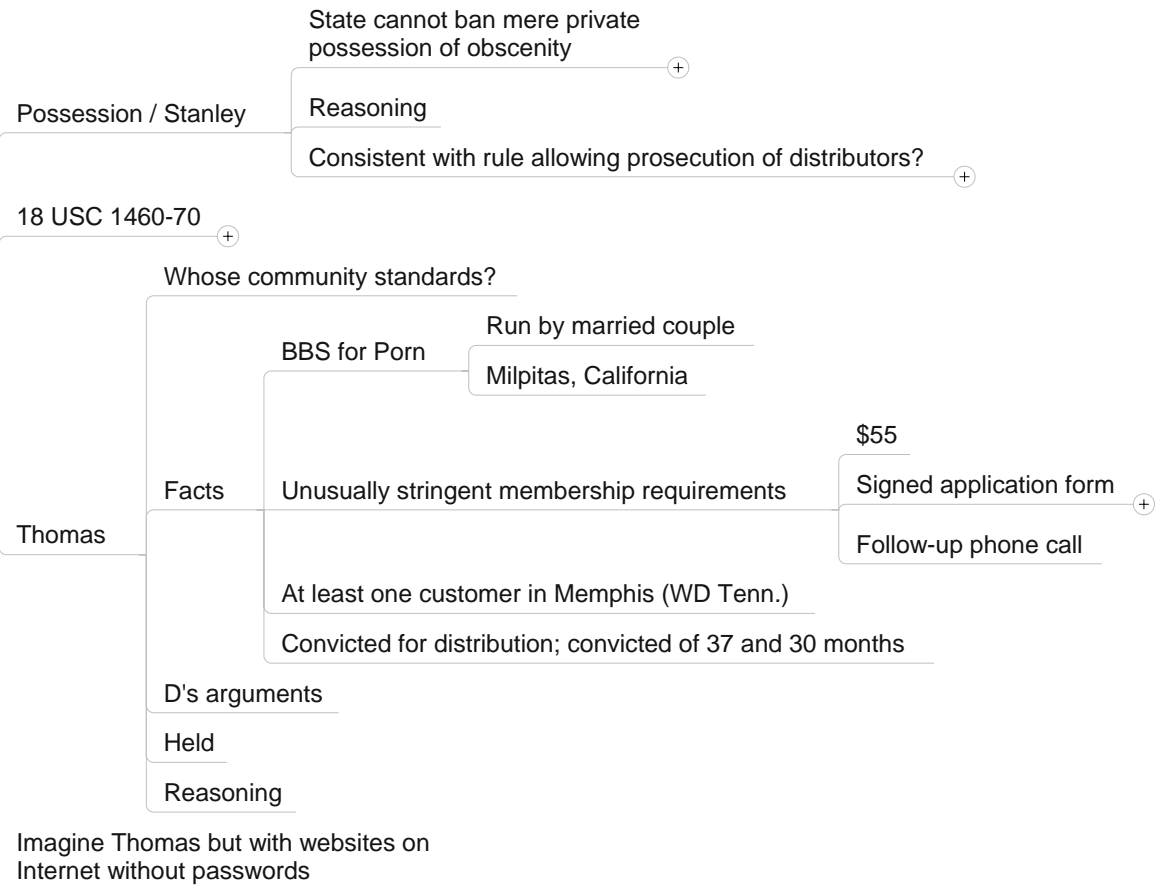 State cannot ban mere private
possession of obscenity
Possession / Stanley
Reasoning
Consistent with rule allowing prosecution of distributors?
18 USC 1460-70
Whose community standards?
Run by married couple
BBS for Porn
Milpitas, California
$55
Facts
Unusually stringent membership requirements
Signed application form
Thomas
Follow-up phone call
At least one customer in Memphis (WD Tenn.)
Convicted for distribution; convicted of 37 and 30 months
D's arguments
Held
Reasoning
Imagine Thomas but with websites on
Internet without passwords